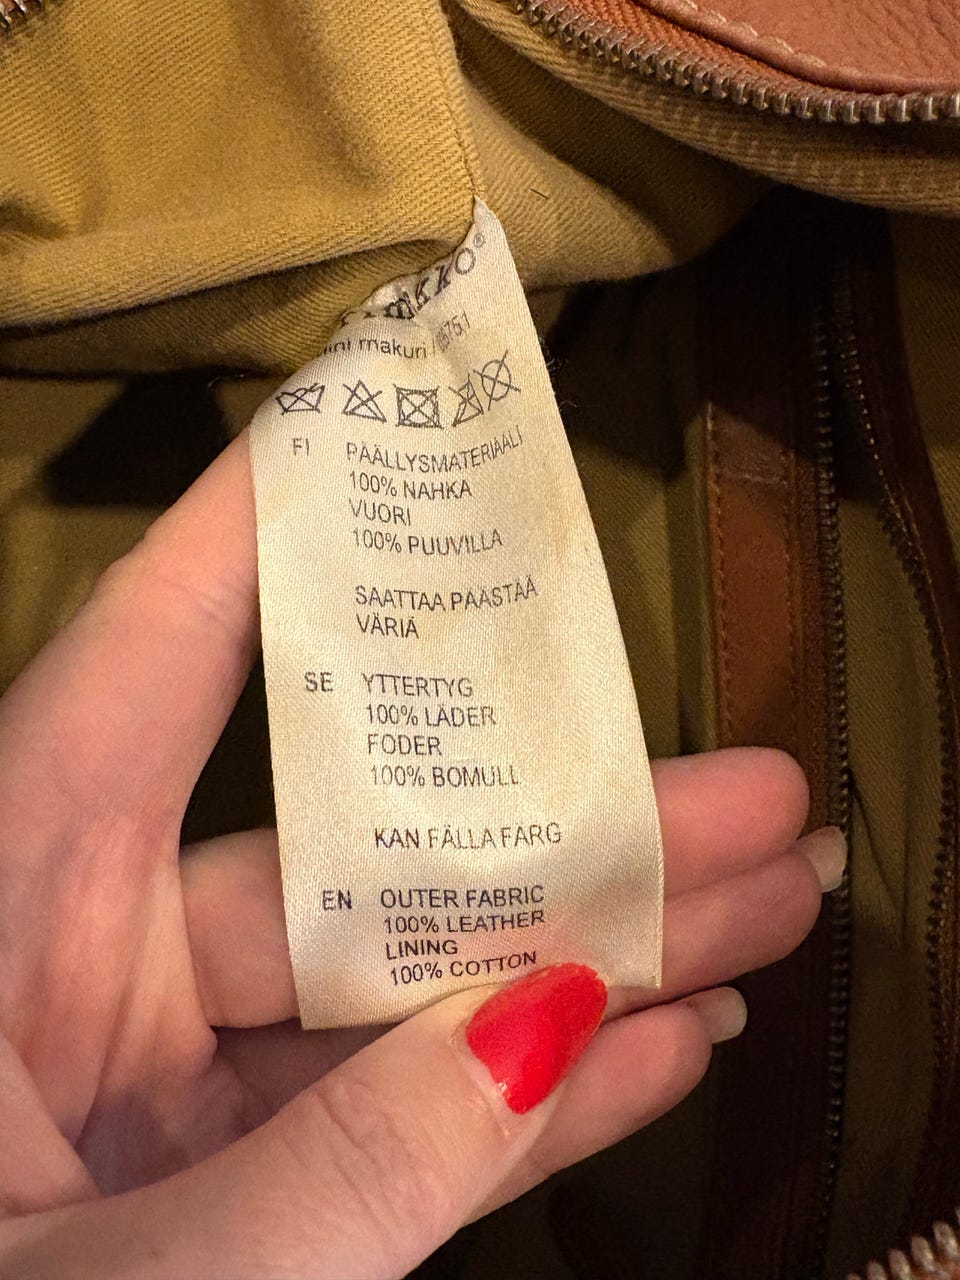 makuri
FI PÄÄLLYSMATERIAALI
100% NAHKA
VUORI
100% PUUVILLA
SAATTAA PÄÄSTÄÄ
VÄRIÄ
SE YTTERTYG
100% LÄDER
FODER
100% BOMULL
KAN FÄLLA FÄRG
EN OUTER FABRIC
100% LEATHER
LINING
100% COTTON